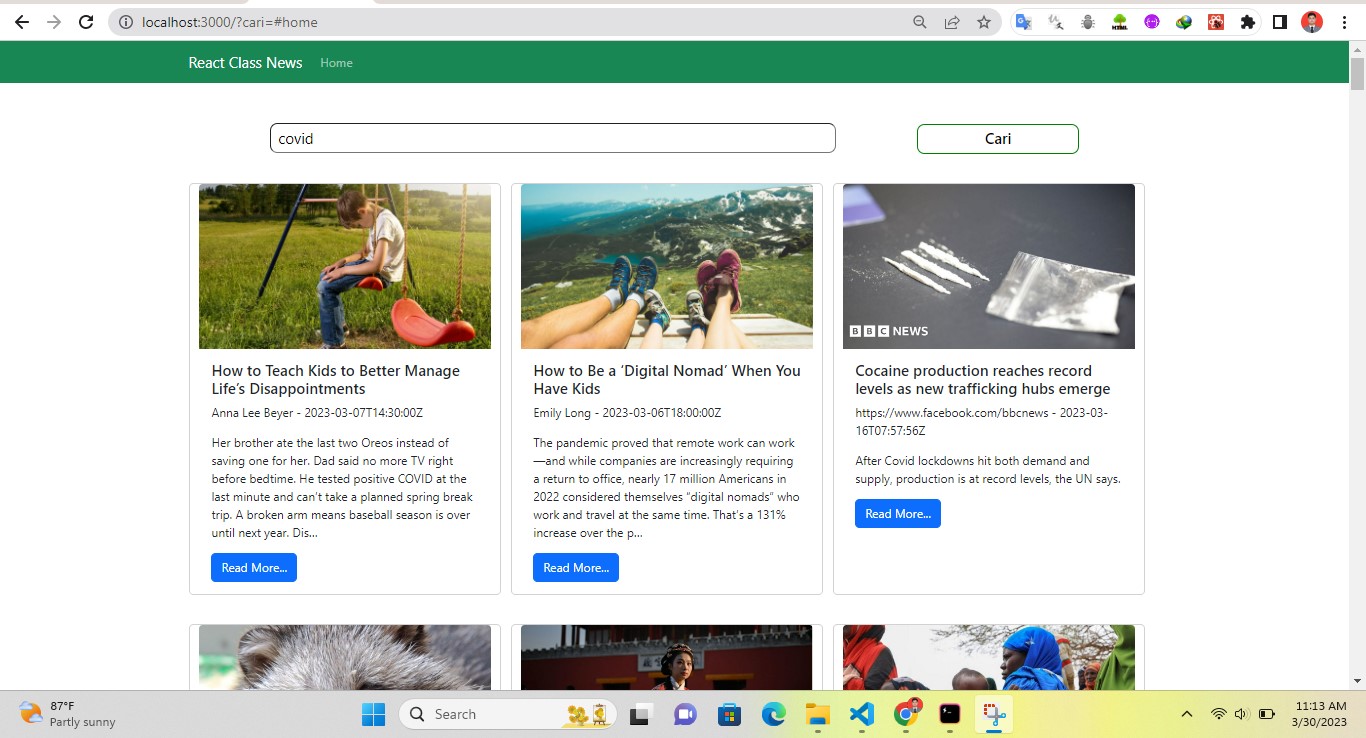 localhost:3000/?cari=#home
React Class News Home
covid
Cari
BBC NEWS
How to Teach Kids to Better Manage
Life’s Disappointments
Anna Lee Beyer - 2023-03-07T14:30:00Z
Her brother ate the last two Oreos instead of
saving one for her. Dad said no more TV right
before bedtime. He tested positive COVID at the
last minute and can’t take a planned spring break
trip. A broken arm means baseball season is over
until next year. Dis...
Read More...
How to Be a ‘Digital Nomad’ When You
Have Kids
Emily Long - 2023-03-06T18:00:00Z
The pandemic proved that remote work can work
—and while companies are increasingly requiring
a return to office, nearly 17 million Americans in
2022 considered themselves “digital nomads” who
work and travel at the same time. That’s a 131%
increase over the p...
Read More...
Cocaine production reaches record
levels as new trafficking hubs emerge
https://www.facebook.com/bbcnews - 2023-03-
16T07:57:56Z
After Covid lockdowns hit both demand and
supply, production is at record levels, the UN says.
Read More...
87°F
Partly sunny
Search
11:13 AM
3/30/2023